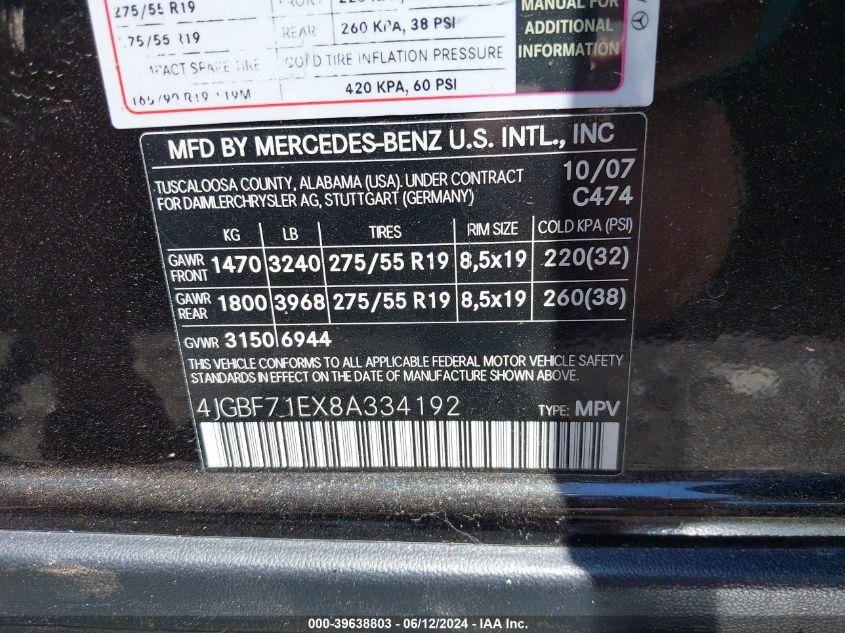 275/55 R19 FRONT
MANUAL FOR
75/55 R19 REAR 260 KPA, 38 PSI
ADDITIONAL
INFORMATION
COLD TIRE INFLATION PRESSURE
420 KPA, 60 PSI
MFD BY MERCEDES-BENZ U.S. INTL., INC
TUSCALOOSA COUNTY, ALABAMA (USA). UNDER CONTRACT 10/07
FOR DAIMLERCHRYSLER AG, STUTTGART (GERMANY) C474
KG LB TIRES RIM SIZE COLD KPA (PSI)
GAWR FRONT 1470 3240 275/55 R19 8,5x19 220(32)
GAWR REAR 1800 3968 275/55 R19 8,5x19 260(38)
GVWR 3150 6944
THIS VEHICLE CONFORMS TO ALL APPLICABLE FEDERAL MOTOR VEHICLE SAFETY
STANDARDS IN EFFECT ON THE DATE OF MANUFACTURE SHOWN ABOVE.
4JGBF71EX8A334192 TYPE: MPV
000-39638803 - 06/12/2024 - IAA Inc.